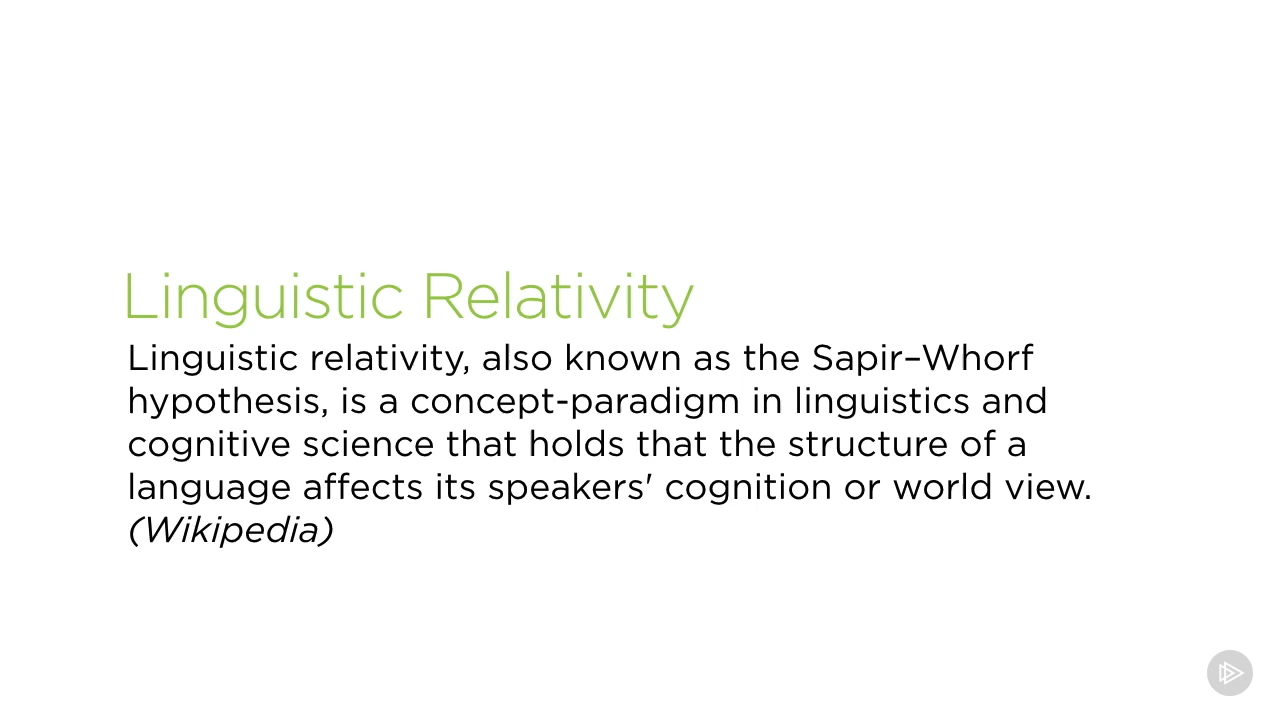 Linguistic Relativity
Linguistic relativity, also known as the Sapir–Whorf
hypothesis, is a concept-paradigm in linguistics and
cognitive science that holds that the structure of a
language affects its speakers' cognition or world view.
(Wikipedia)